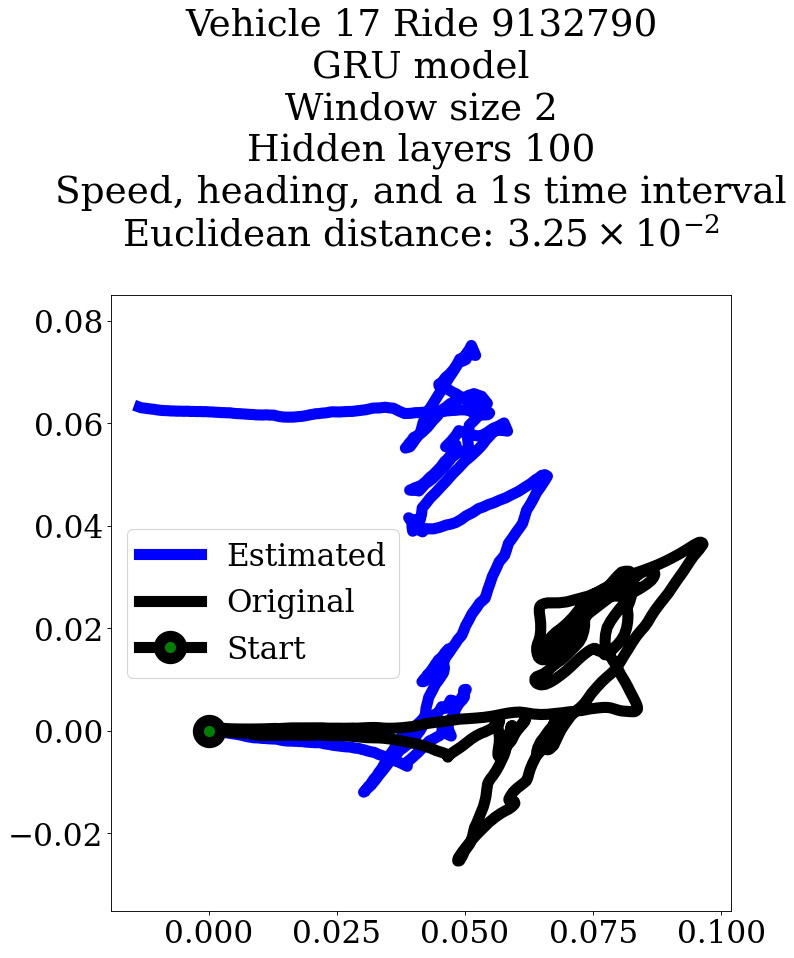 Vehicle 17 Ride 9132790
GRU model
Window size 2
Hidden layers 100
Speed, heading, and a 1s time interval
Euclidean distance: 3.25 × 10⁻²
0.08
0.06
0.04
0.02
0.00
−0.02
Estimated
Original
Start
0.000 0.025 0.050 0.075 0.100